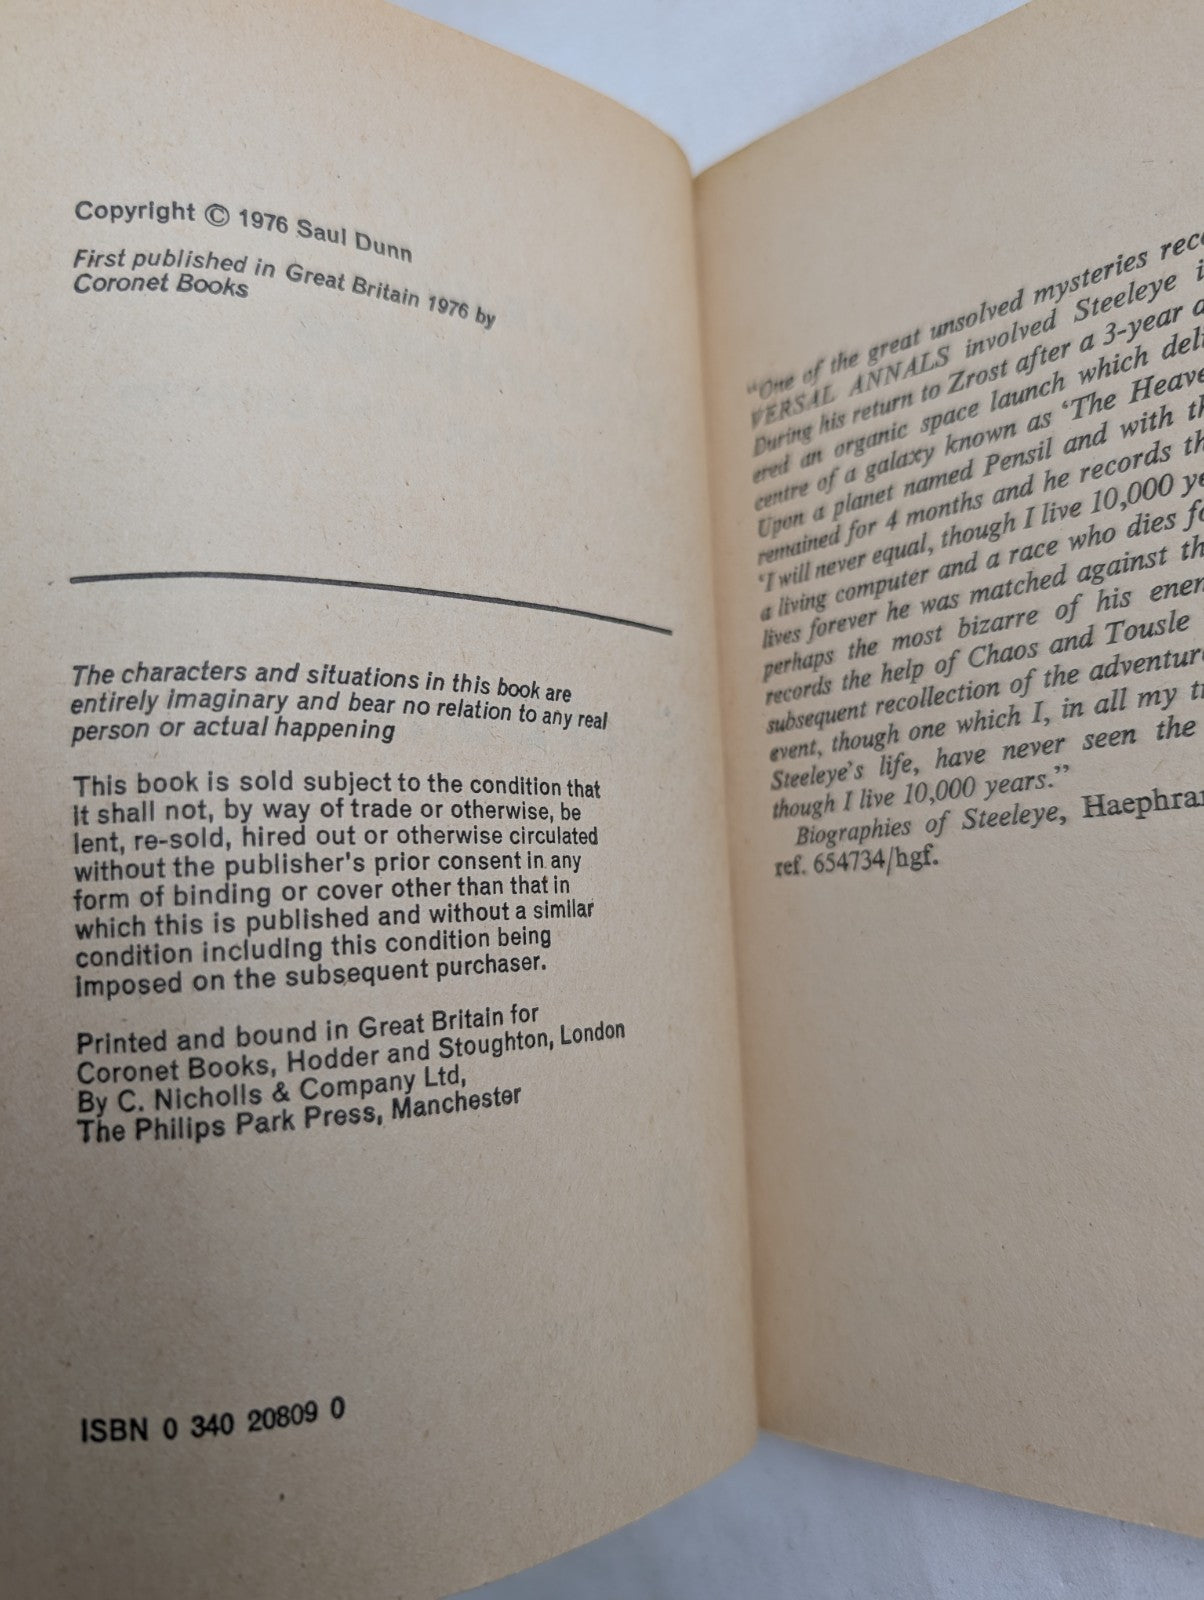 Copyright © 1976 Saul Dunn
First published in Great Britain 1976 by
Coronet Books
The characters and situations in this book are
entirely imaginary and bear no relation to any real
person or actual happening
This book is sold subject to the condition that
it shall not, by way of trade or otherwise, be
lent, re-sold, hired out or otherwise circulated
without the publisher's prior consent in any
form of binding or cover other than that in
which this is published and without a similar
condition including this condition being
imposed on the subsequent purchaser.
Printed and bound in Great Britain for
Coronet Books, Hodder and Stoughton, London
By C. Nicholls & Company Ltd,
The Philips Park Press, Manchester
ISBN 0 340 20809 0
"One of the great unsolved mysteries
VERSAL ANNALS involved Steeleye
During his return to Zrost after a 3-year
ered an organic space launch which
centre of a galaxy known as 'The
Upon a planet named Pensil and with
remained for 4 months and he records
'I will never equal, though I live 10,000
a living computer and a race who dies
lives forever he was matched against
perhaps the most bizarre of his
records the help of Chaos and Tousle
subsequent recollection of the
event, though one which I, in all my
Steeleye's life, have never seen the
though I live 10,000 years."
Biographies of Steeleye,
ref. 654734/hgf.